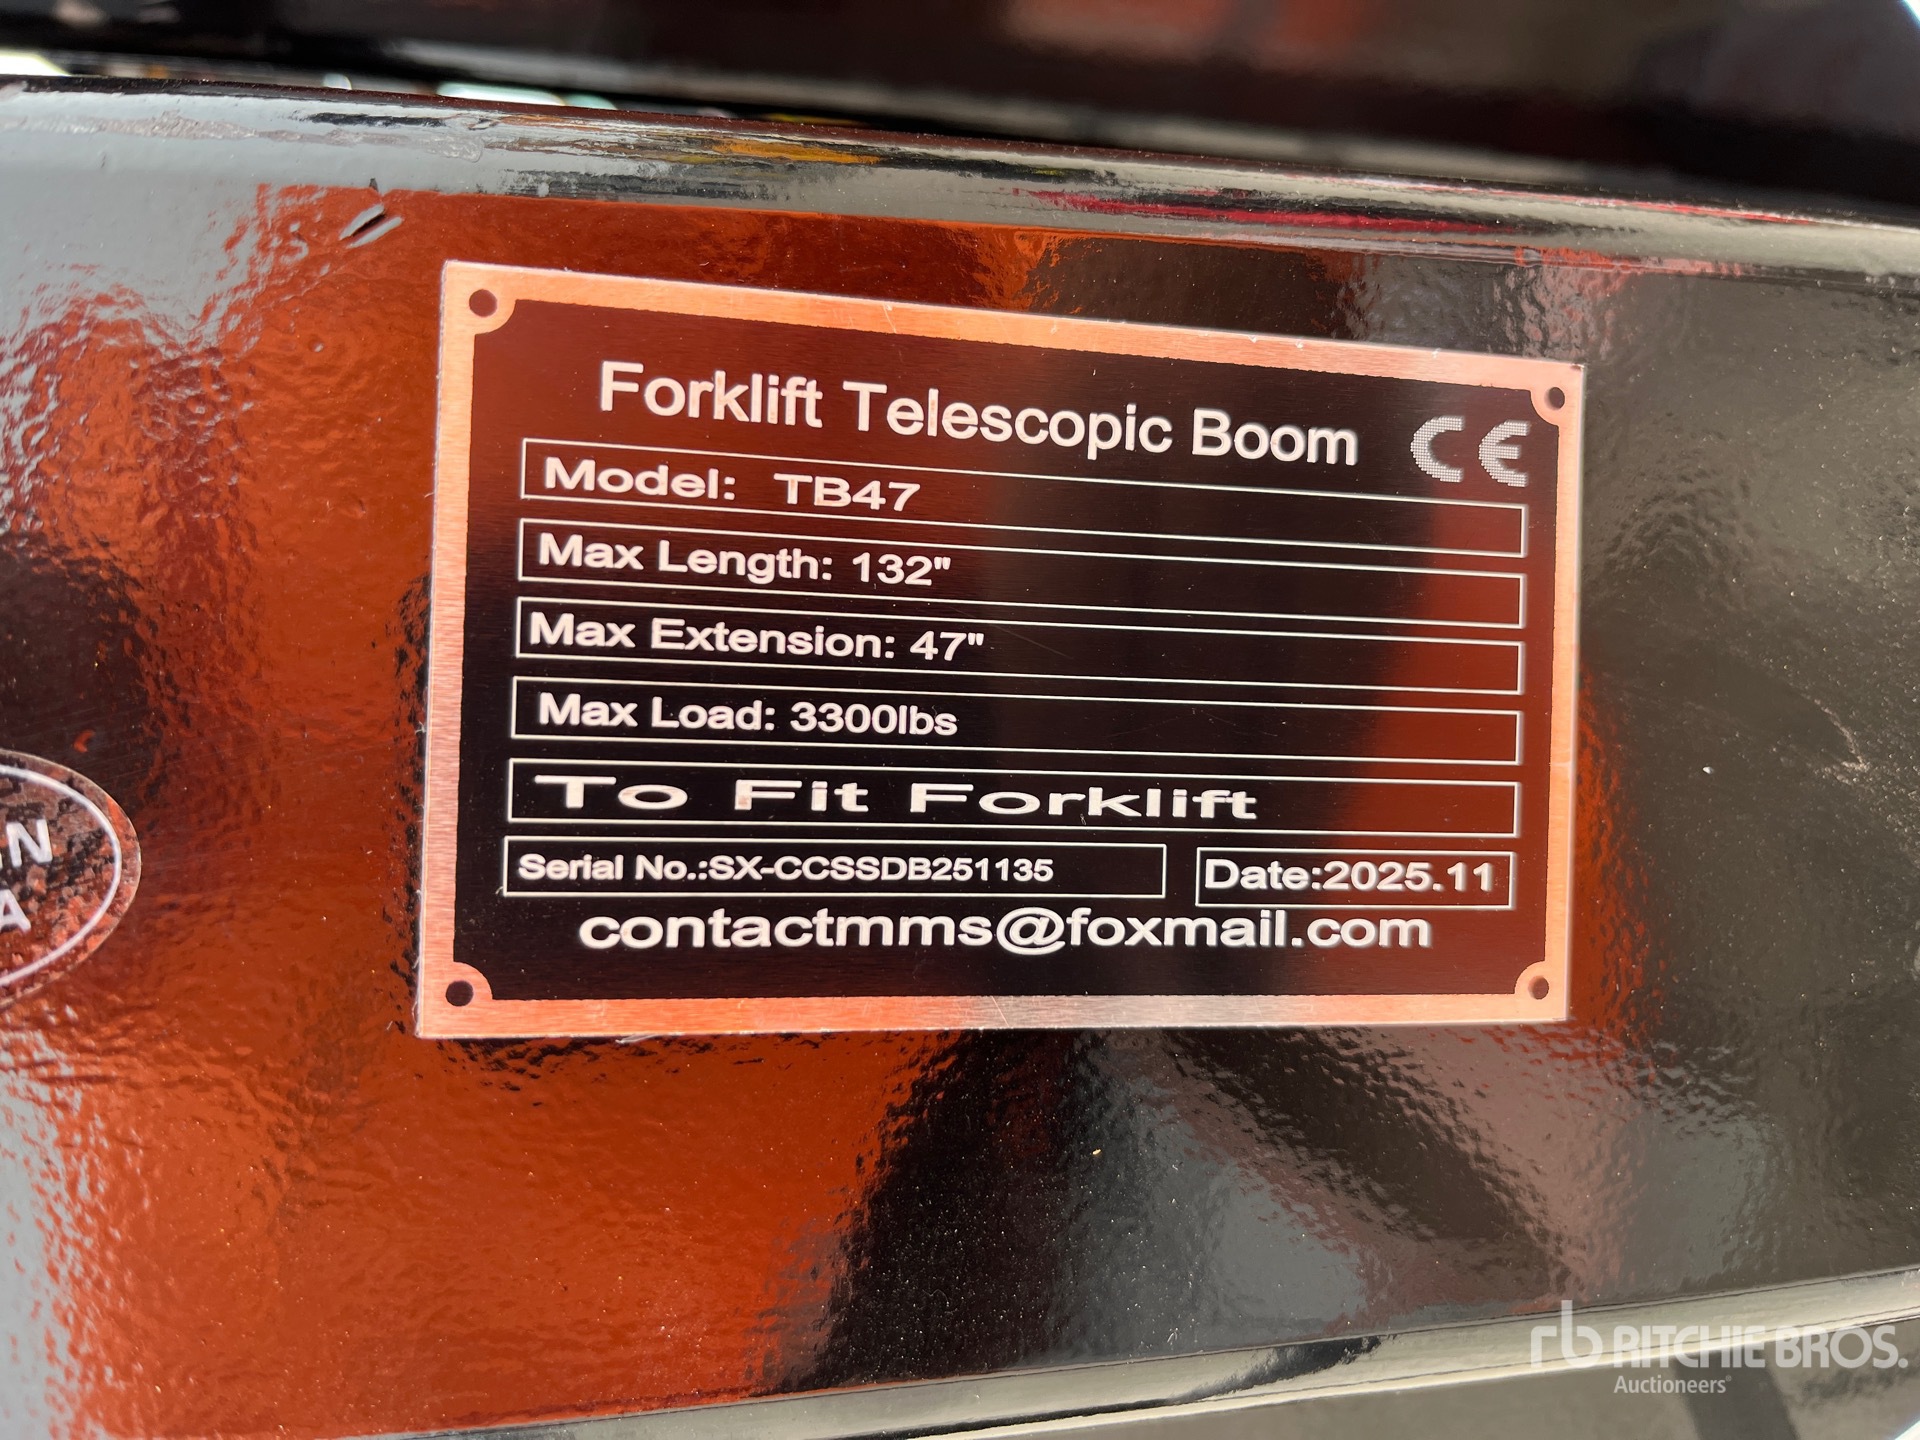 Forklift Telescopic Boom CE
Model: TB47
Max Length: 132"
Max Extension: 47"
Max Load: 3300lbs
To Fit Forklift
Serial No.:SX-CCSSDB251135 Date:2025.11
contactmms@foxmail.com
rb RITCHIE BROS.
Auctioneers